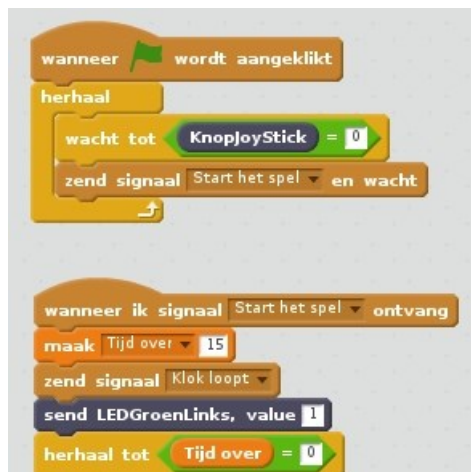 wanneer wordt aangeklikt
herhaal
wacht tot KnopJoyStick = 0
zend signaal Start het spel en wacht
wanneer ik signaal Start het spel ontvang
maak Tijd over 15
zend signaal Klok loopt
send LEDGroenLinks, value 1
herhaal tot Tijd over = 0